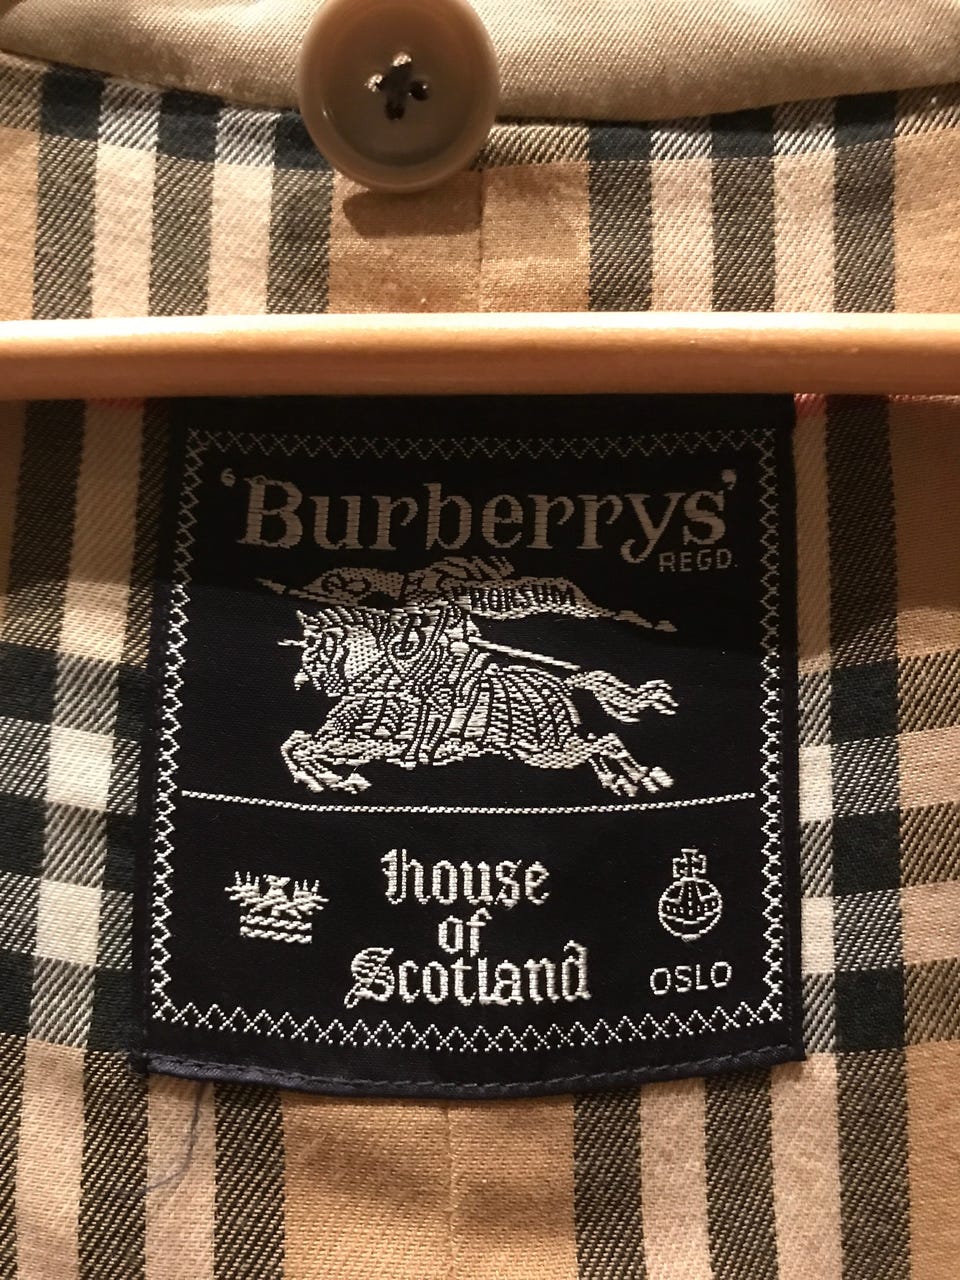 ‘Burberrys’
REGD.
PRORSUM
B
house
of
Scotland
OSLO